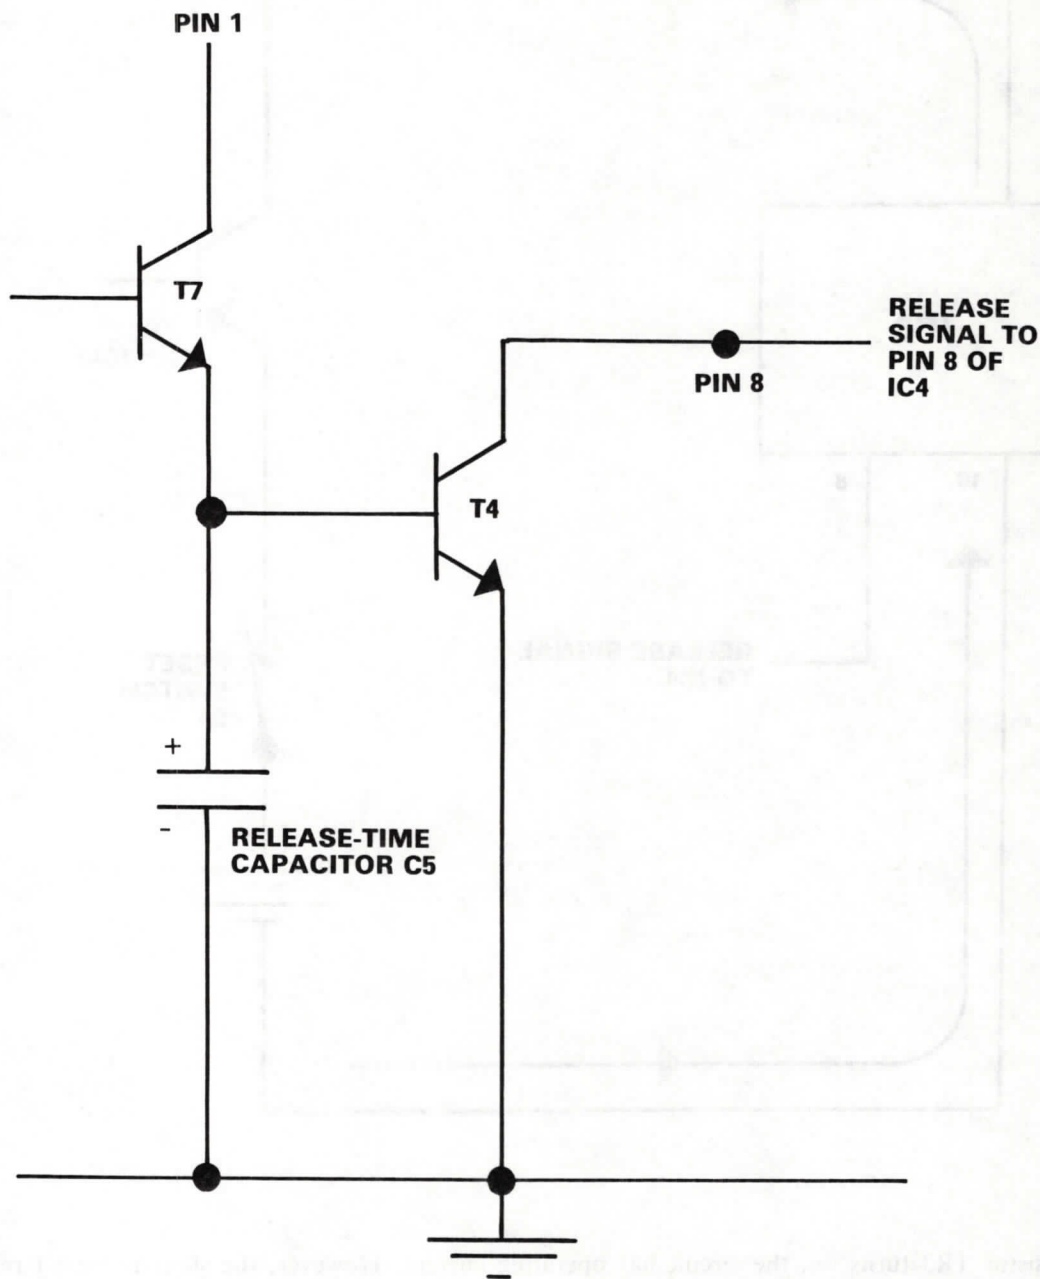 PIN 1
T7
RELEASE
SIGNAL TO
PIN 8 OF
IC4
PIN 8
T4
+
-
RELEASE-TIME
CAPACITOR C5